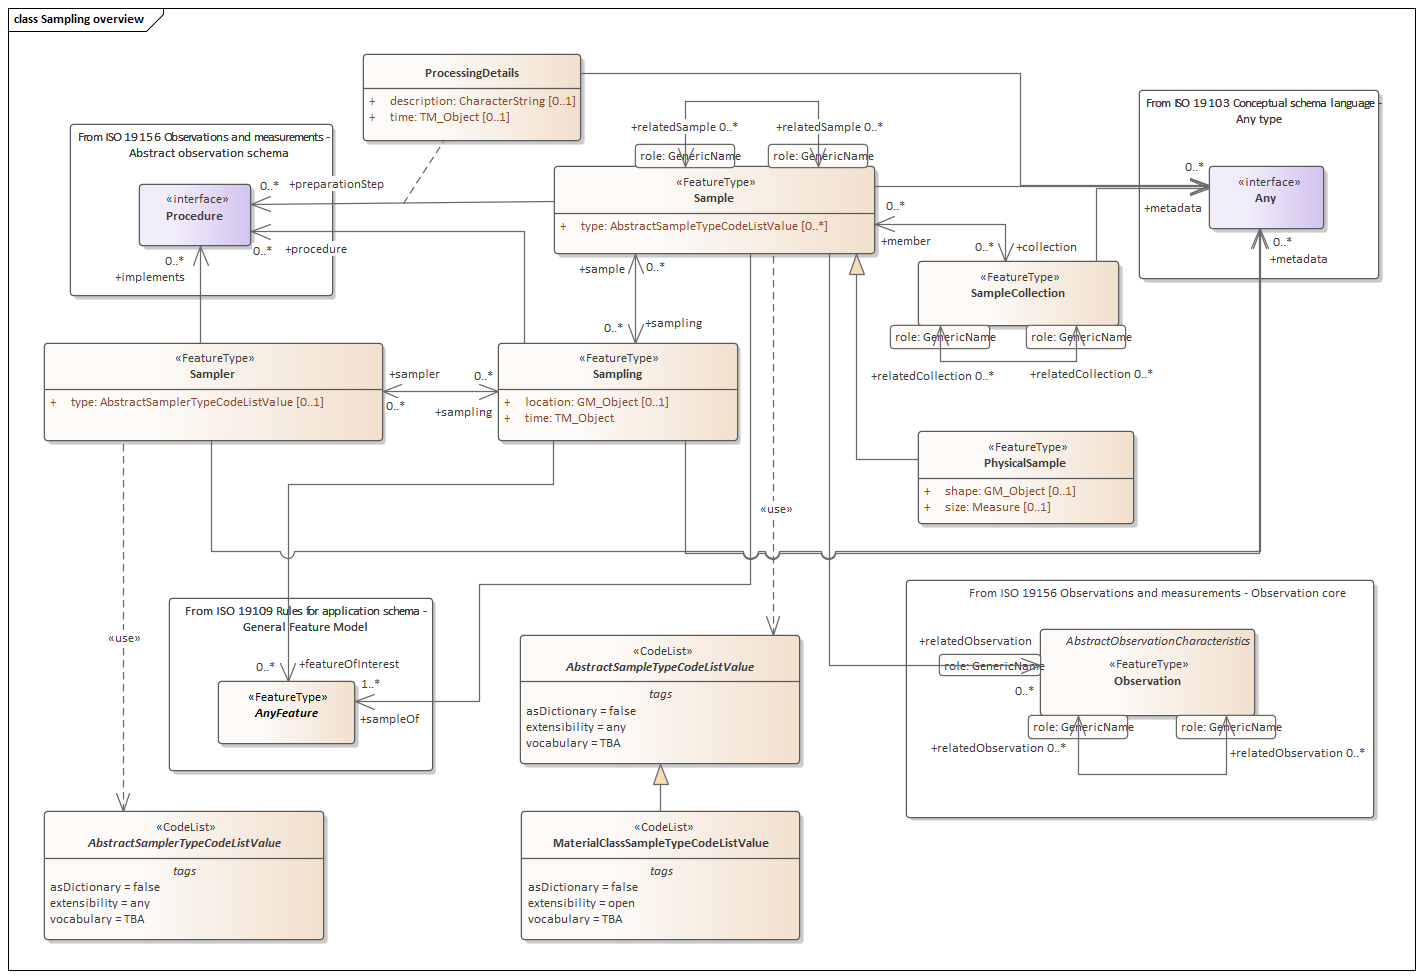 class Sampling overview
ProcessingDetails
+ description: CharacterString [0..1]
+ time: TM_Object [0..1]
From ISO 19156 Observations and measurements -
Abstract observation schema
«interface»
Procedure
0..*
+preparationStep
0..*
+procedure
0..*
+implements
+relatedSample 0..*
+relatedSample 0..*
role: GenericName
role: GenericName
«FeatureType»
Sample
+ type: AbstractSampleTypeCodeListValue [0..*]
From ISO 19103 Conceptual schema language -
Any type
0..*
+metadata
«interface»
Any
0..*
+metadata
0..*
+member
0..*
+collection
«FeatureType»
SampleCollection
role: GenericName
role: GenericName
+relatedCollection 0..*
+relatedCollection 0..*
+sample
0..*
0..*
+sampling
«FeatureType»
Sampler
+ type: AbstractSamplerTypeCodeListValue [0..1]
+sampler
0..*
0..*
+sampling
«FeatureType»
Sampling
+ location: GM_Object [0..1]
+ time: TM_Object
«FeatureType»
PhysicalSample
+ shape: GM_Object [0..1]
+ size: Measure [0..1]
«use»
«use»
From ISO 19109 Rules for application schema -
General Feature Model
0..*
+featureOfInterest
1..*
+sampleOf
«FeatureType»
AnyFeature
«CodeList»
AbstractSampleTypeCodeListValue
tags
asDictionary = false
extensibility = any
vocabulary = TBA
From ISO 19156 Observations and measurements - Observation core
+relatedObservation
role: GenericName
0..*
AbstractObservationCharacteristics
«FeatureType»
Observation
role: GenericName
role: GenericName
+relatedObservation 0..*
+relatedObservation 0..*
«CodeList»
AbstractSamplerTypeCodeListValue
tags
asDictionary = false
extensibility = any
vocabulary = TBA
«CodeList»
MaterialClassSampleTypeCodeListValue
tags
asDictionary = false
extensibility = open
vocabulary = TBA